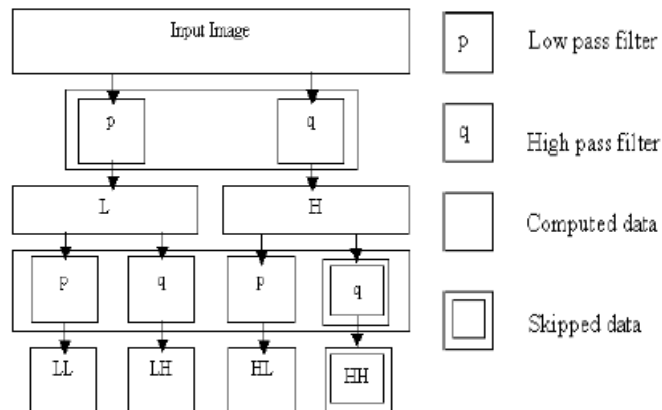 Input Image
p
q
L
H
p
q
p
q
LL
LH
HL
HH
p
Low pass filter
q
High pass filter
Computed data
Skipped data